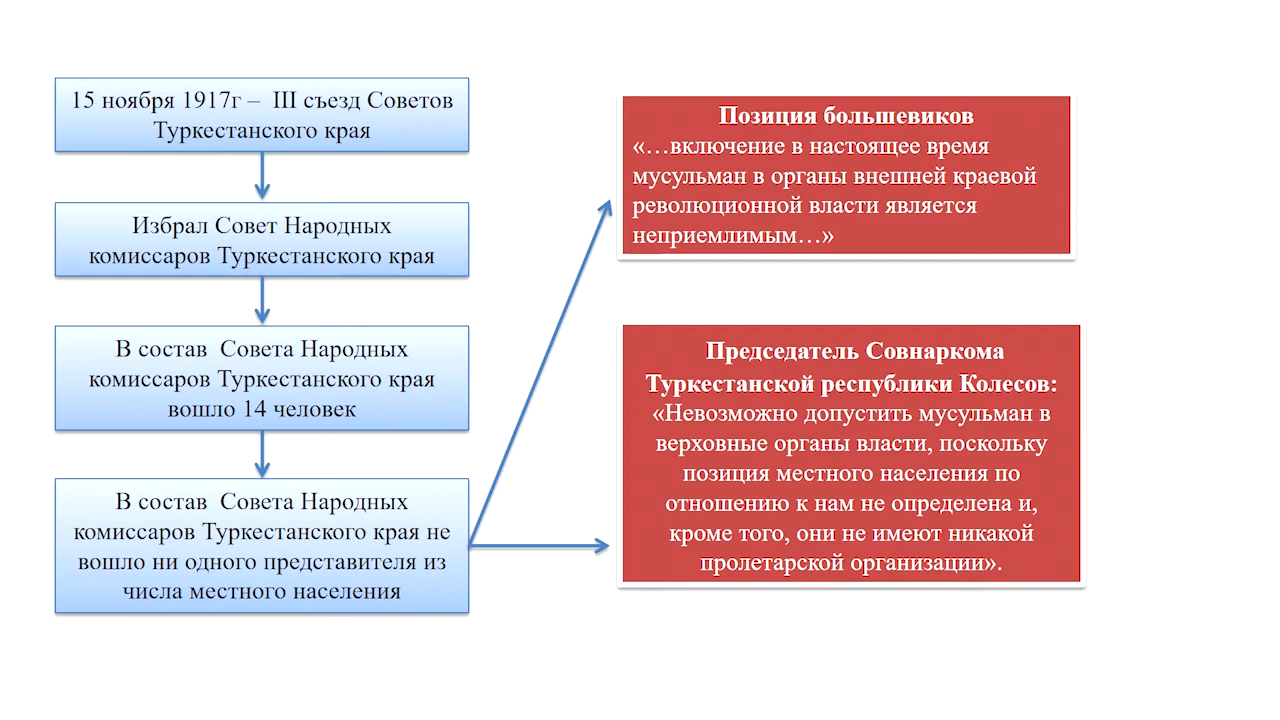 15 ноября 1917г – III съезд Советов
Туркестанского края
Избрал Совет Народных
комиссаров Туркестанского края
В состав Совета Народных
комиссаров Туркестанского края
вошло 14 человек
В состав Совета Народных
комиссаров Туркестанского края не
вошло ни одного представителя из
числа местного населения
Позиция большевиков
«…включение в настоящее время
мусульман в органы внешней краевой
революционной власти является
неприемлимым…»
Председатель Совнаркома
Туркестанской республики Колесов:
«Невозможно допустить мусульман в
верховные органы власти, поскольку
позиция местного населения по
отношению к нам не определена и,
кроме того, они не имеют никакой
пролетарской организации».